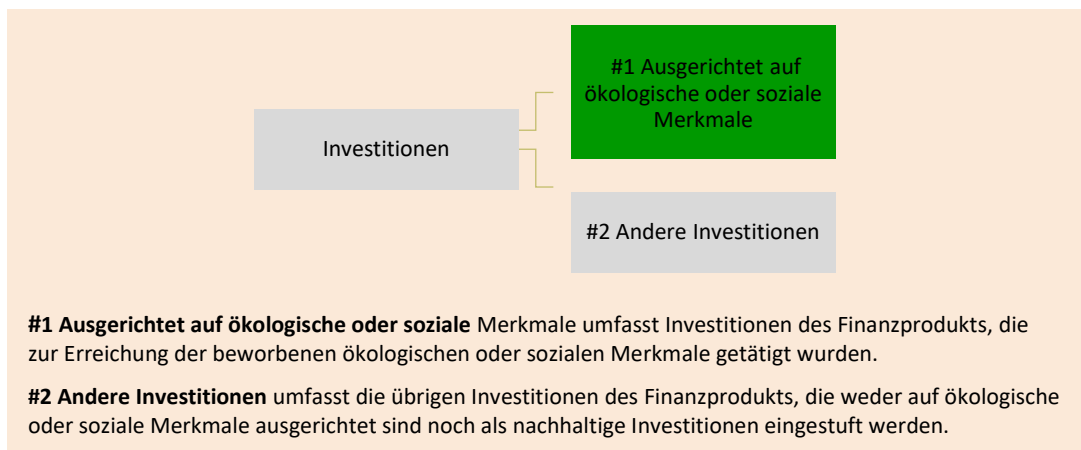 #1 Ausgerichtet auf
ökologische oder soziale
Merkmale
Investitionen
#2 Andere Investitionen
#1 Ausgerichtet auf ökologische oder soziale Merkmale umfasst Investitionen des Finanzprodukts, die
zur Erreichung der beworbenen ökologischen oder sozialen Merkmale getätigt wurden.
#2 Andere Investitionen umfasst die übrigen Investitionen des Finanzprodukts, die weder auf ökologische
oder soziale Merkmale ausgerichtet sind noch als nachhaltige Investitionen eingestuft werden.